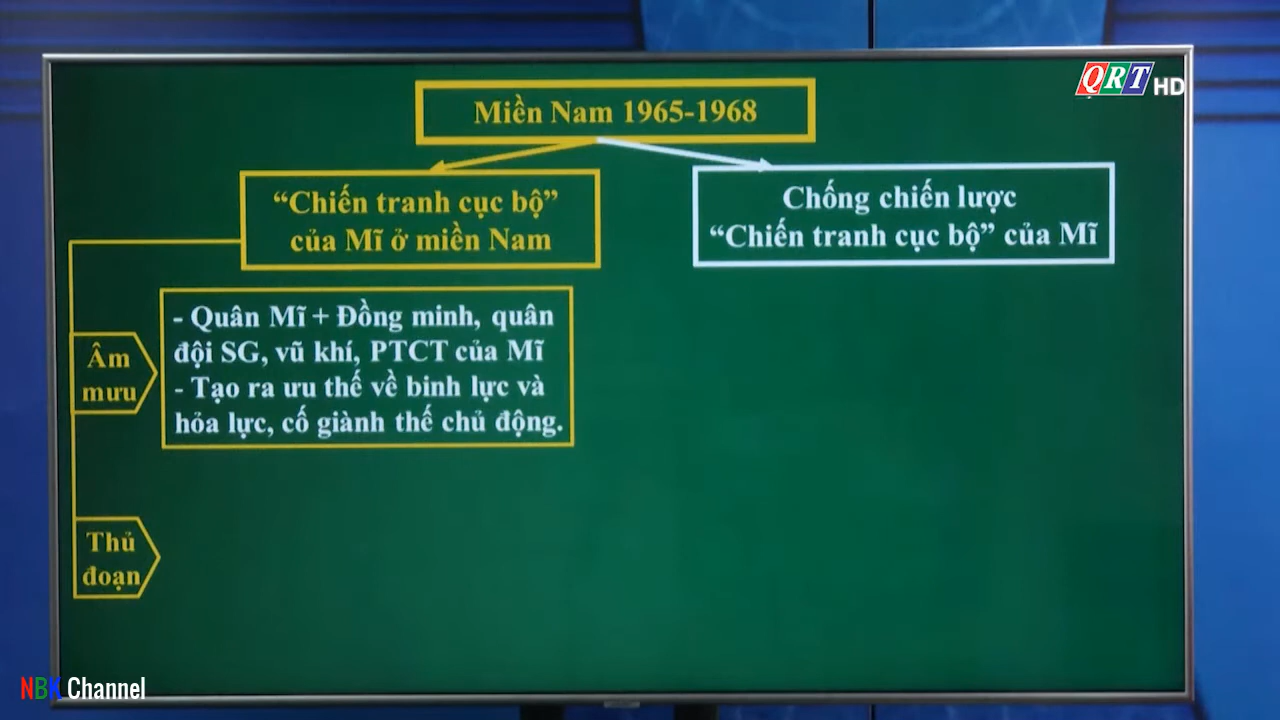 QRT HD
Miền Nam 1965-1968
“Chiến tranh cục bộ”
của Mĩ ở miền Nam
Chống chiến lược
“Chiến tranh cục bộ” của Mĩ
Âm
mưu
- Quân Mĩ + Đồng minh, quân
đội SG, vũ khí, PTCT của Mĩ
- Tạo ra ưu thế về binh lực và
hỏa lực, cố giành thế chủ động.
Thủ
đoạn
NBK Channel